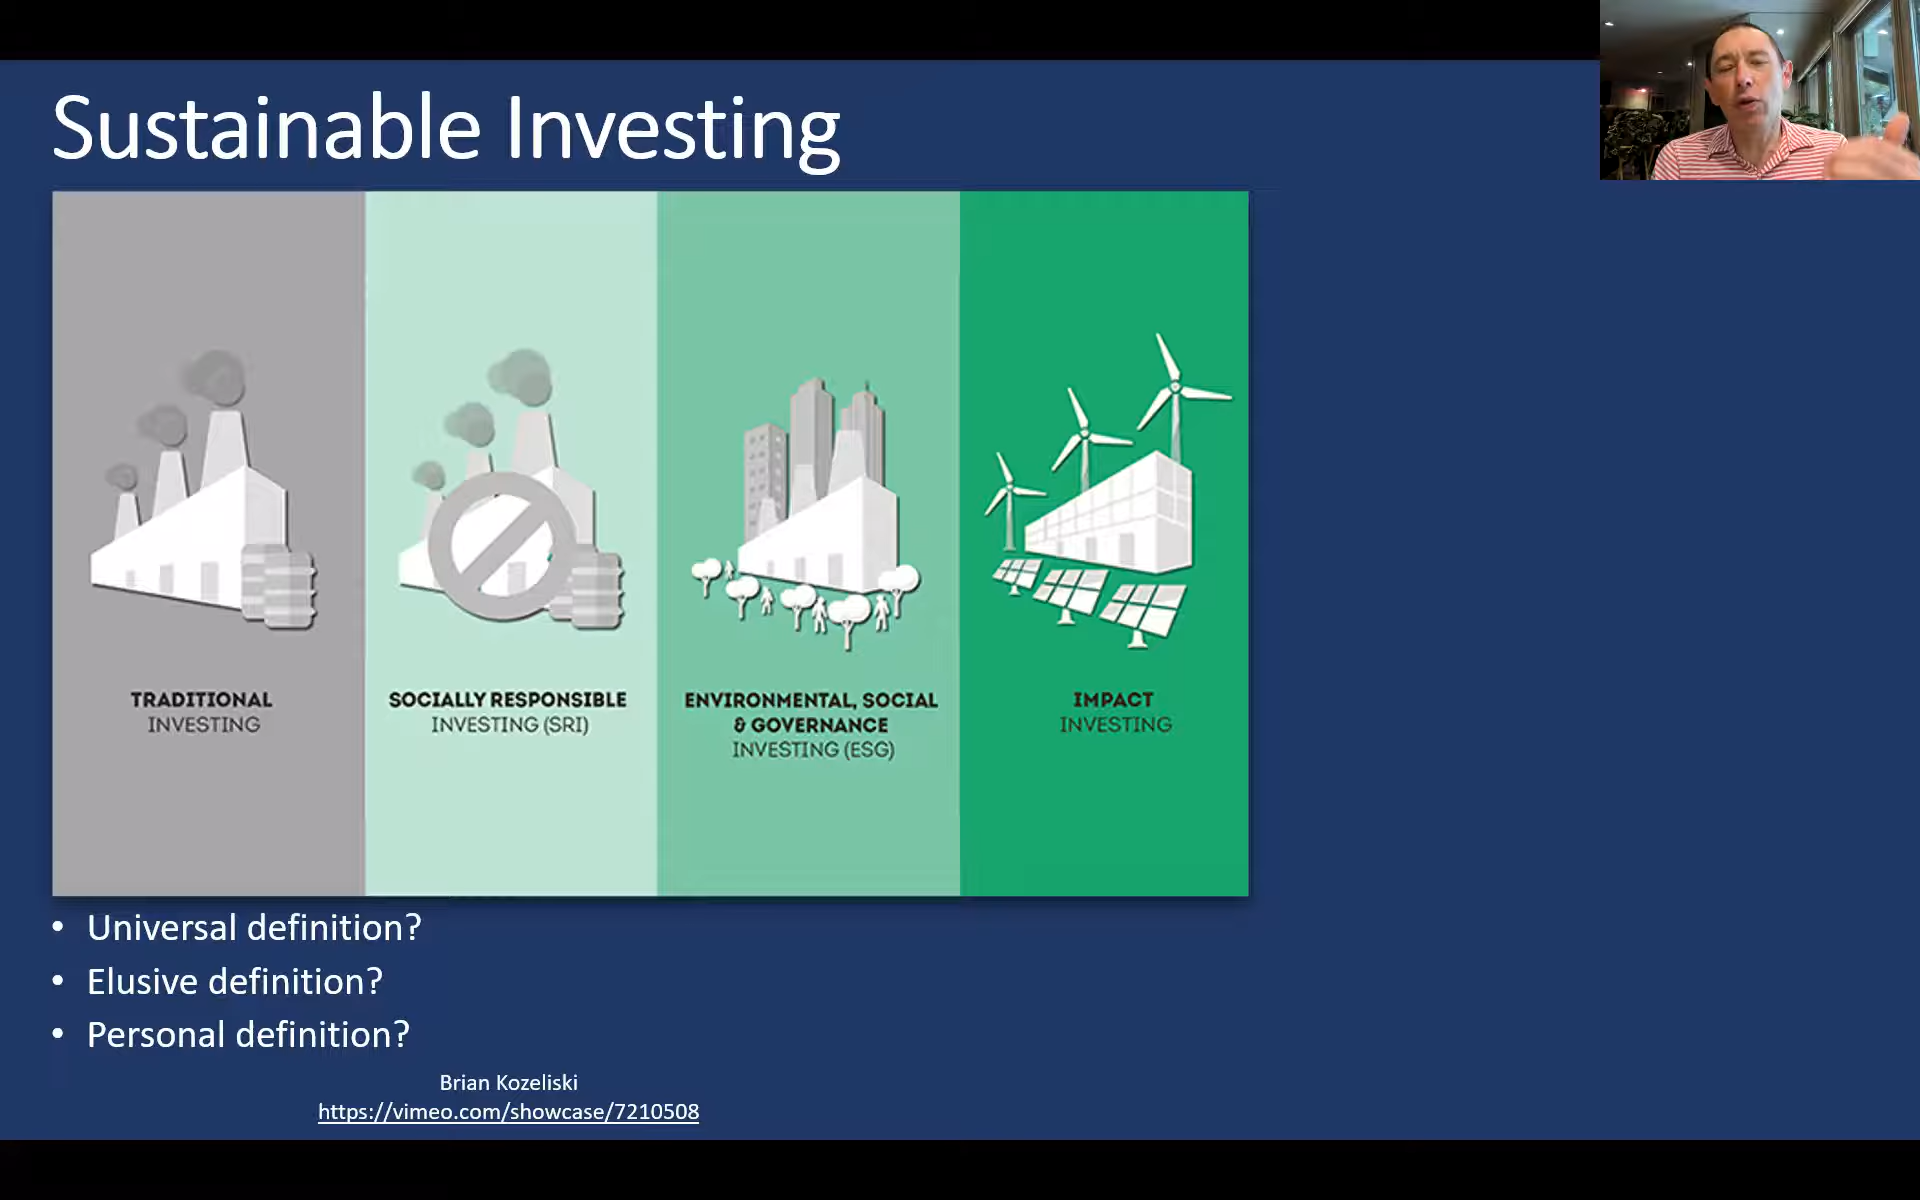 Sustainable Investing
TRADITIONAL
INVESTING
SOCIALLY RESPONSIBLE
INVESTING (SRI)
ENVIRONMENTAL, SOCIAL
& GOVERNANCE
INVESTING (ESG)
IMPACT
INVESTING
• Universal definition?
• Elusive definition?
• Personal definition?
Brian Kozeliski
https://vimeo.com/showcase/7210508